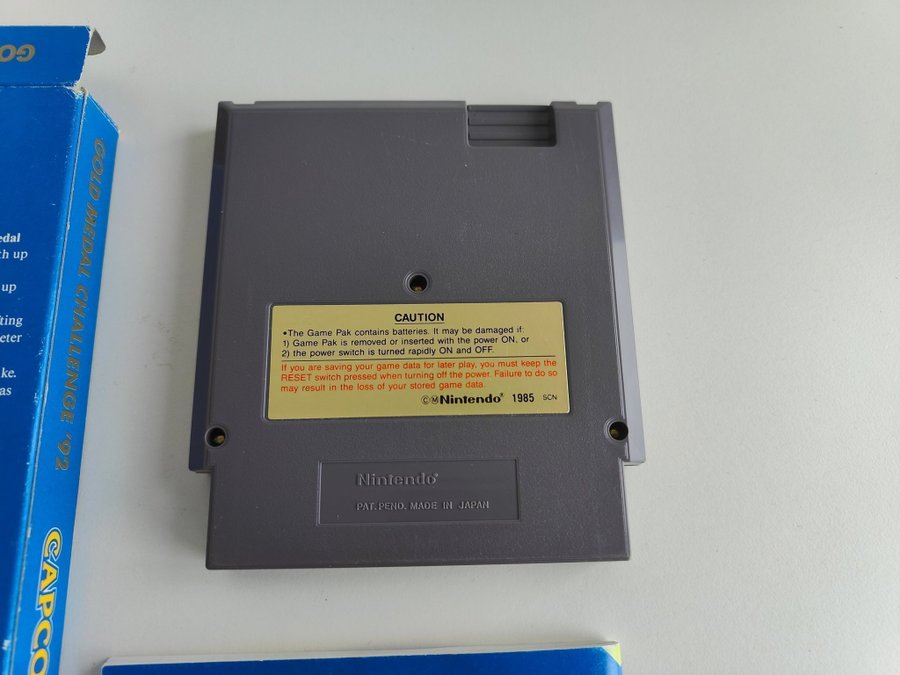 GO
GOLD MEDAL CHALLENGE '92
CAPCO
edal
th up
up
fting
eter
ke.
as
CAUTION
•The Game Pak contains batteries. It may be damaged if:
1) Game Pak is removed or inserted with the power ON, or
2) the power switch is turned rapidly ON and OFF.
If you are saving your game data for later play, you must keep the
RESET switch pressed when turning off the power. Failure to do so
may result in the loss of your stored game data.
©Ⓜ Nintendo® 1985 SCN
Nintendo®
PAT. PEND. MADE IN JAPAN